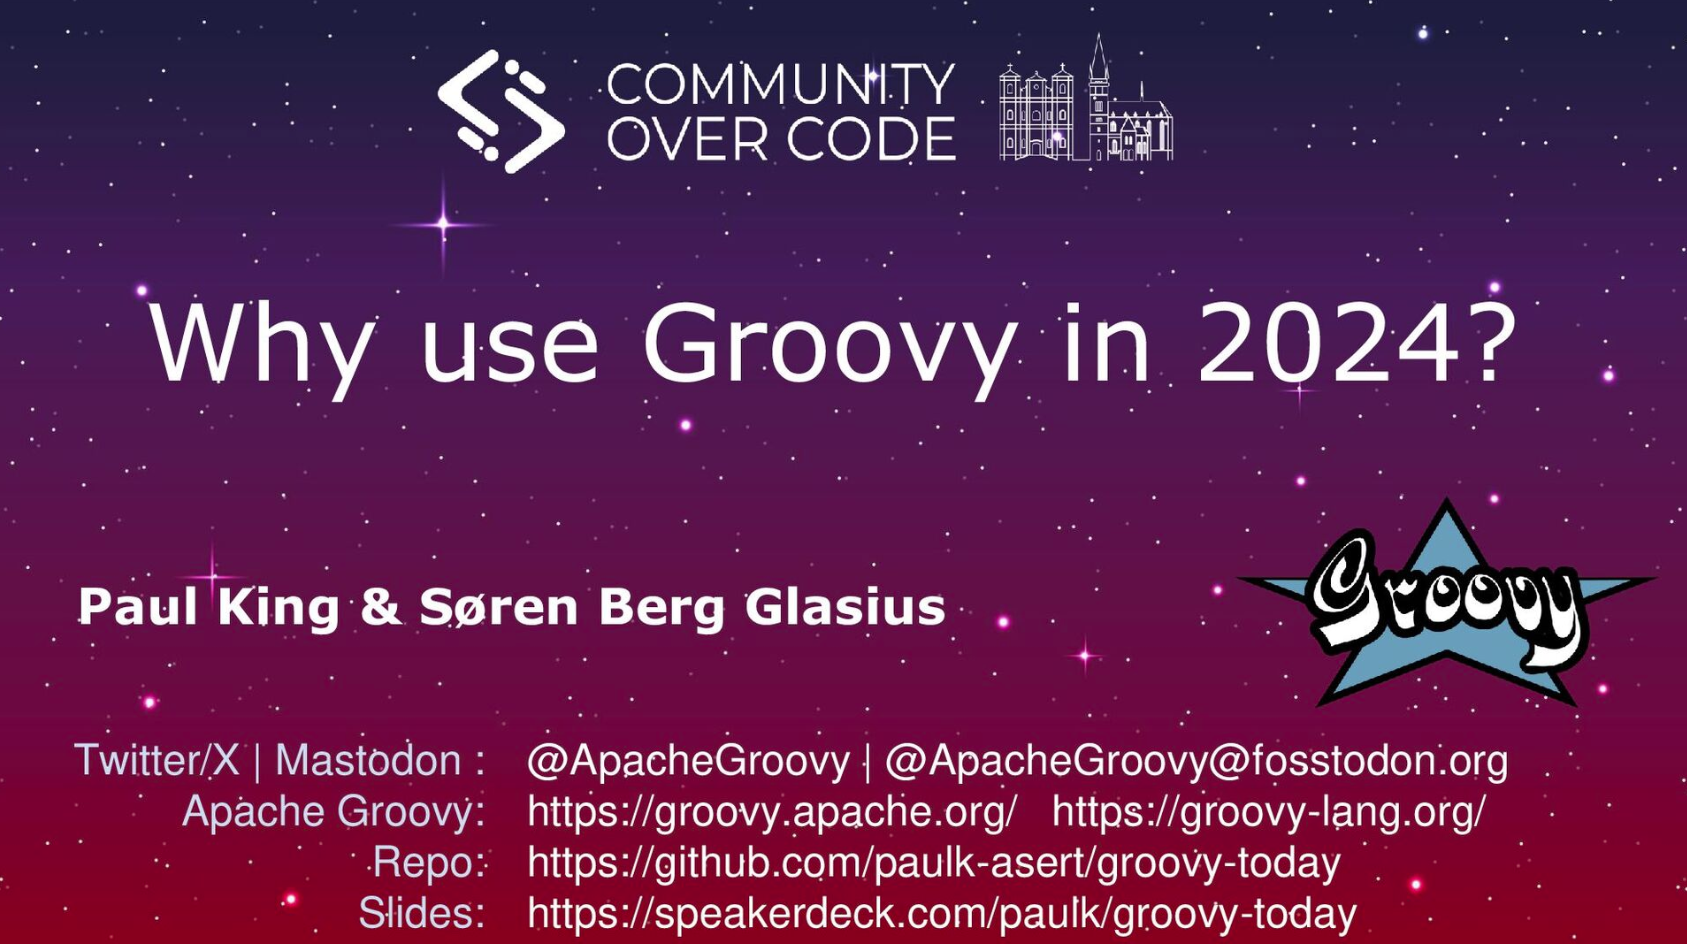 COMMUNITY
OVER CODE
Why use Groovy in 2024?
Groovy
Paul King & Søren Berg Glasius
Twitter/X | Mastodon : @ApacheGroovy | @ApacheGroovy@fosstodon.org
Apache Groovy: https://groovy.apache.org/ https://groovy-lang.org/
Repo: https://github.com/paulk-asert/groovy-today
Slides: https://speakerdeck.com/paulk/groovy-today